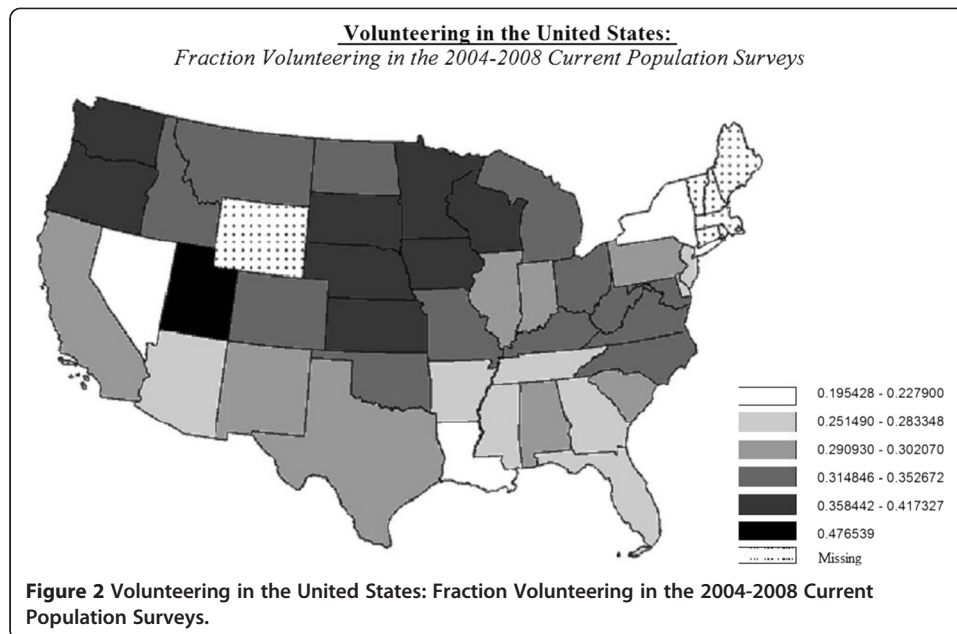 Volunteering in the United States:
Fraction Volunteering in the 2004-2008 Current Population Surveys
0.195428 - 0.227900
0.251490 - 0.283348
0.290930 - 0.302070
0.314846 - 0.352672
0.358442 - 0.417327
0.476539
Missing
Figure 2 Volunteering in the United States: Fraction Volunteering in the 2004-2008 Current
Population Surveys.